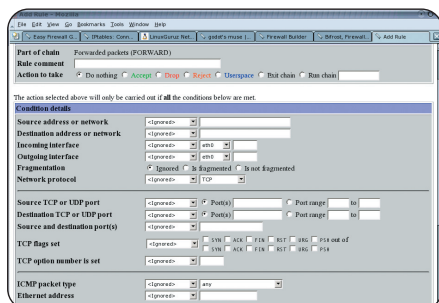 Add Rule - Mozilla
File Edit View Go Bookmarks Tools Window Help
Easy Firewall G... IPtables: Conn... LinuxGuruz Net... godot's muse |... Firewall Builder Bifrost, Firewall... Add Rule
Part of chain Forwarded packets (FORWARD)
Rule comment
Action to take Do nothing Accept Drop Reject Userspace Exit chain Run chain
The action selected above will only be carried out if all the conditions below are met.
Condition details
Source address or network <Ignored>
Destination address or network <Ignored>
Incoming interface <Ignored> eth0
Outgoing interface <Ignored> eth0
Fragmentation Ignored Is fragmented Is not fragmented
Network protocol <Ignored> TCP
Source TCP or UDP port <Ignored> Port(s) Port range to
Destination TCP or UDP port <Ignored> Port(s) Port range to
Source and destination port(s) <Ignored>
TCP flags set <Ignored> SYN ACK FIN RST URG PSH out of
SYN ACK FIN RST URG PSH
TCP option number is set <Ignored>
ICMP packet type <Ignored> any
Ethernet address <Ignored>